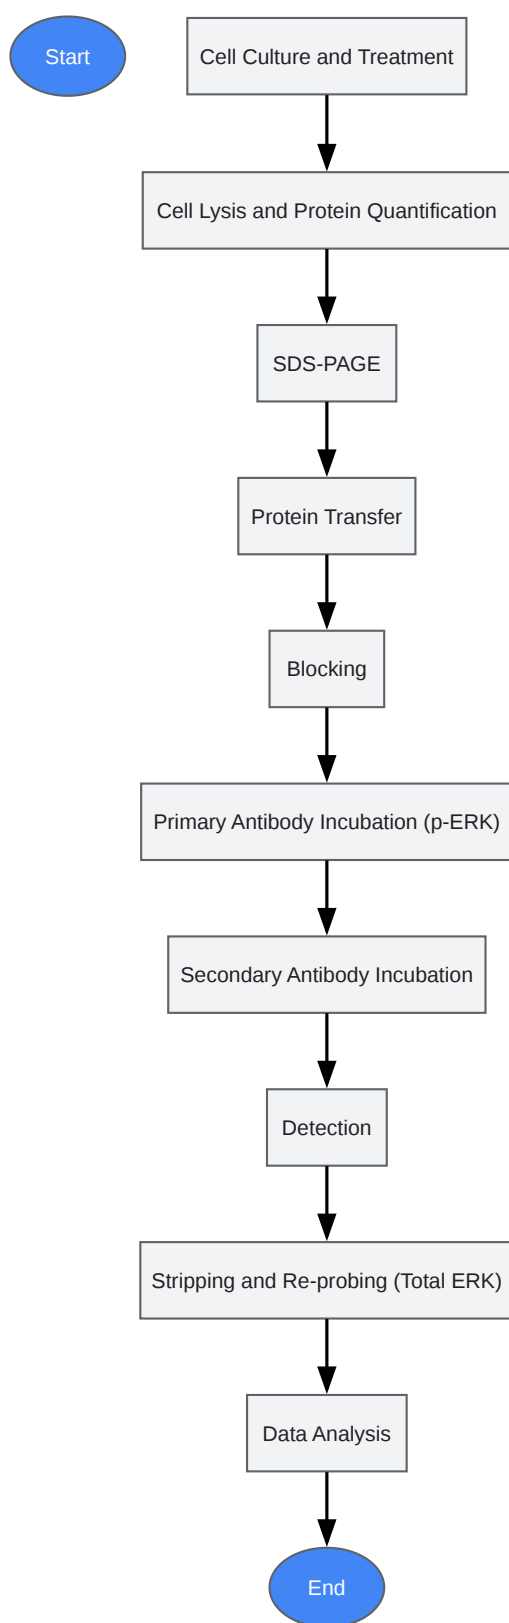 Start
Cell Culture and Treatment
Cell Lysis and Protein Quantification
SDS-PAGE
Protein Transfer
Blocking
Primary Antibody Incubation (p-ERK)
Secondary Antibody Incubation
Detection
Stripping and Re-probing (Total ERK)
Data Analysis
End